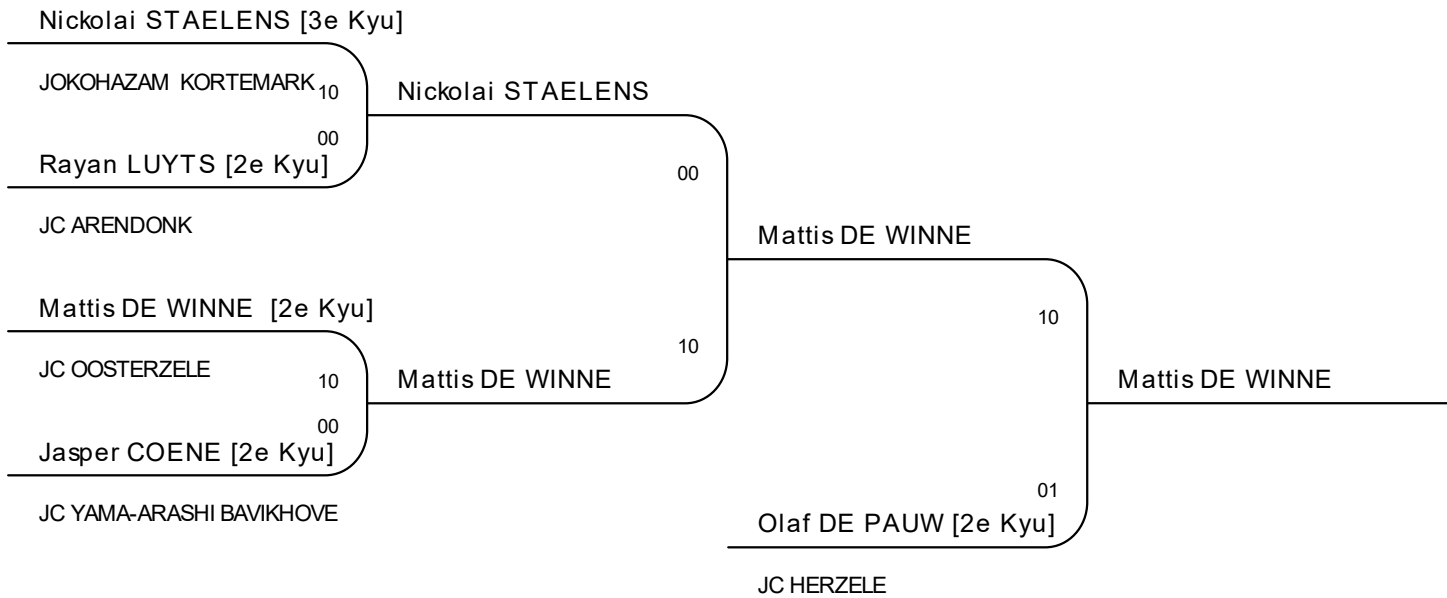 Nickolai STAELENS [3e Kyu]
JOKOHAZAM KORTEMARK
10
Nickolai STAELENS
00
Rayan LUYTS [2e Kyu]
00
JC ARENDONK
Mattis DE WINNE
Mattis DE WINNE [2e Kyu]
10
JC OOSTERZELE
10
10
Mattis DE WINNE
Mattis DE WINNE
00
Jasper COENE [2e Kyu]
01
JC YAMA-ARASHI BAVIKHOVE
Olaf DE PAUW [2e Kyu]
JC HERZELE